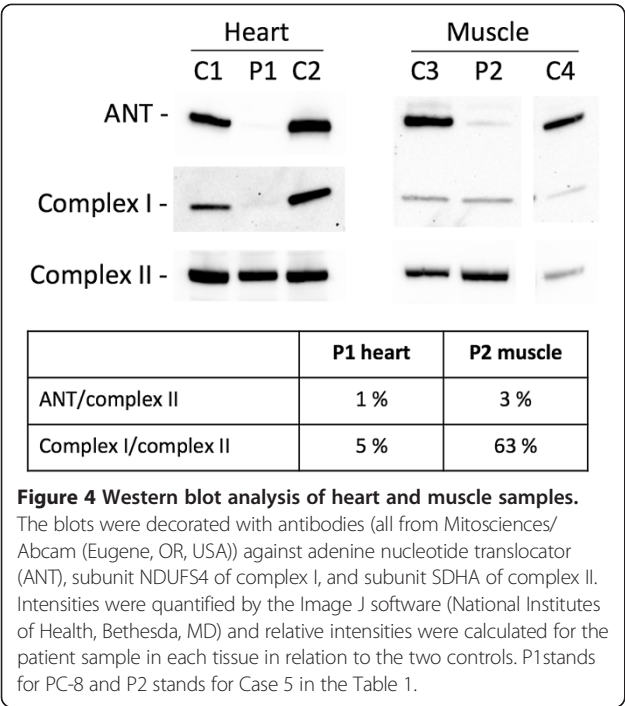 Heart Muscle
C1 P1 C2 C3 P2 C4
ANT -
Complex I -
Complex II -
P1 heart P2 muscle
ANT/complex II 1 % 3 %
Complex I/complex II 5 % 63 %
Figure 4 Western blot analysis of heart and muscle samples.
The blots were decorated with antibodies (all from Mitosciences/
Abcam (Eugene, OR, USA)) against adenine nucleotide translocator
(ANT), subunit NDUFS4 of complex I, and subunit SDHA of complex II.
Intensities were quantified by the Image J software (National Institutes
of Health, Bethesda, MD) and relative intensities were calculated for the
patient sample in each tissue in relation to the two controls. P1stands
for PC-8 and P2 stands for Case 5 in the Table 1.